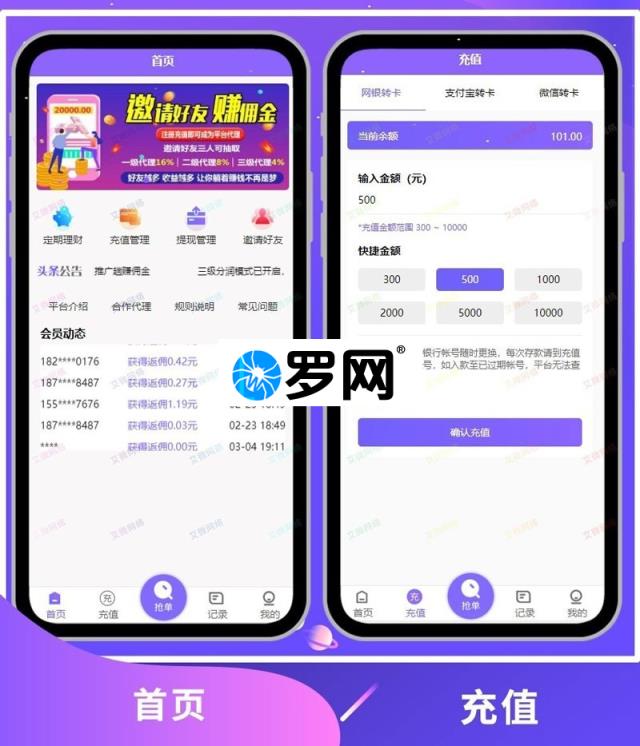 首页
20000.00
邀请好友 赚佣金
注册充值即可成为平台代理
邀请好友三人可抽取
一级代理16%｜二级代理8%｜三级代理4%
好友越多 收益越多 让你躺着赚钱不再是梦
定期理财 充值管理 提现管理 邀请好友
头条公告 推广越赚佣金 三级分润模式已开启,
平台介绍 合作代理 规则说明 常见问题
会员动态
182****0176 获得返佣0.42元
187****8487 获得返佣0.27元
155****7676 获得返佣1.19元
187****8487 获得返佣0.03元 02-23 18:49
**** 获得返佣0.00元 03-04 19:11
首页 充值 抢单 记录 我的
充值
网银转卡 支付宝转卡 微信转卡
当前余额 101.00
输入金额 (元)
500
*充值金额范围 300 ~ 10000
快捷金额
300 500 1000
2000 5000 10000
银行帐号随时更换，每次存款请到充值
号，如入款至已过期帐号，平台无法查
确认充值
首页 充值 抢单 记录 我的
罗网®
艾微网络
首页 充值